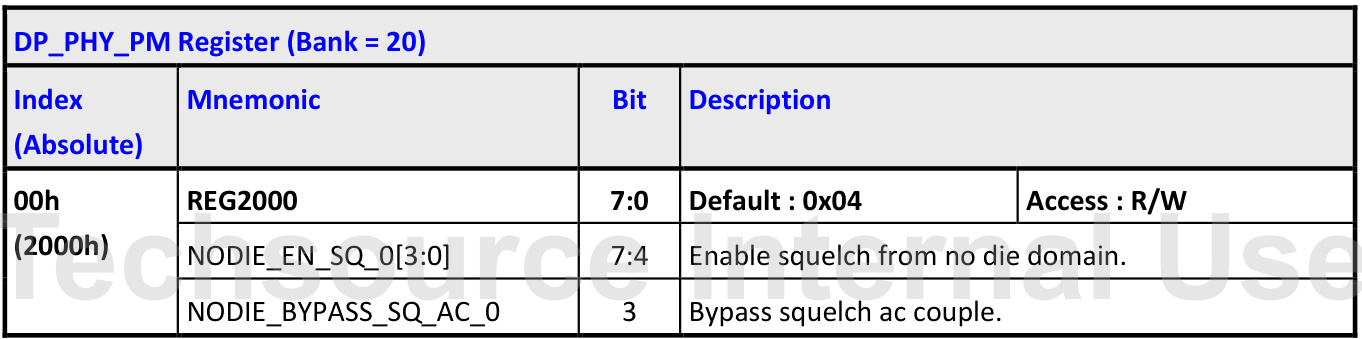 DP_PHY_PM Register (Bank = 20)
Index (Absolute) Mnemonic Bit Description
00h (2000h) REG2000 7:0 Default : 0x04 Access : R/W
NODIE_EN_SQ_0[3:0] 7:4 Enable squelch from no die domain.
NODIE_BYPASS_SQ_AC_0 3 Bypass squelch ac couple.
Techsource Internal Use